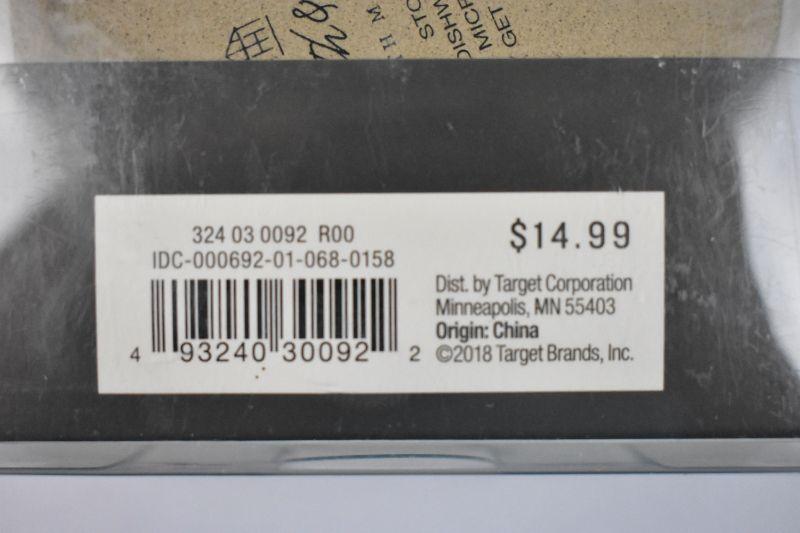 STO
DISHW
MICR
GET
H M
324 03 0092 R00
IDC-000692-01-068-0158
4 93240 30092 2
$14.99
Dist. by Target Corporation
Minneapolis, MN 55403
Origin: China
©2018 Target Brands, Inc.